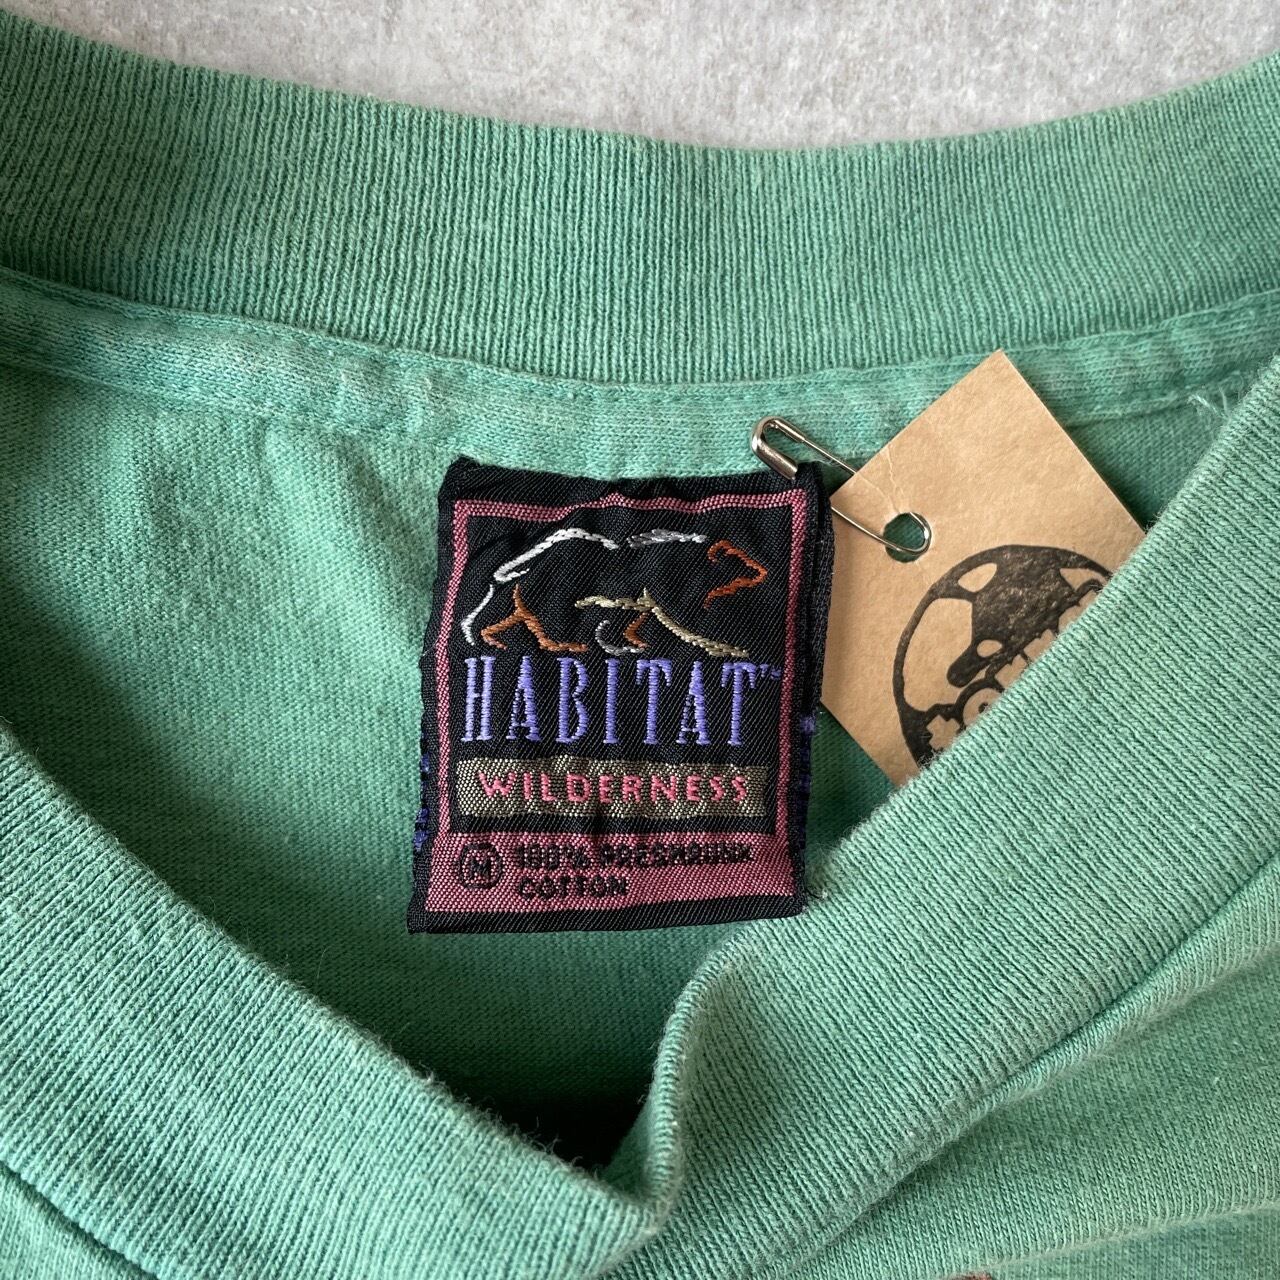 HABITAT™
WILDERNESS
M 100% PRESHRUNK
COTTON